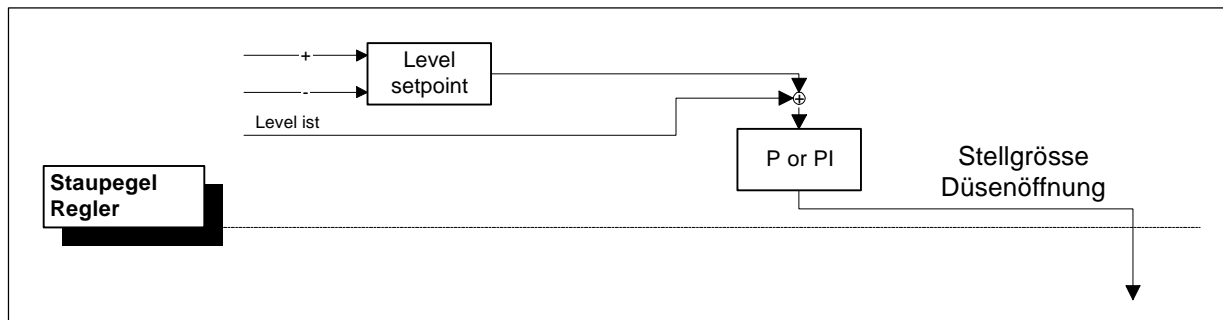 +
Level
setpoint
-
Level ist
P or PI
Stellgrösse
Düsenöffnung
Staupegel
Regler